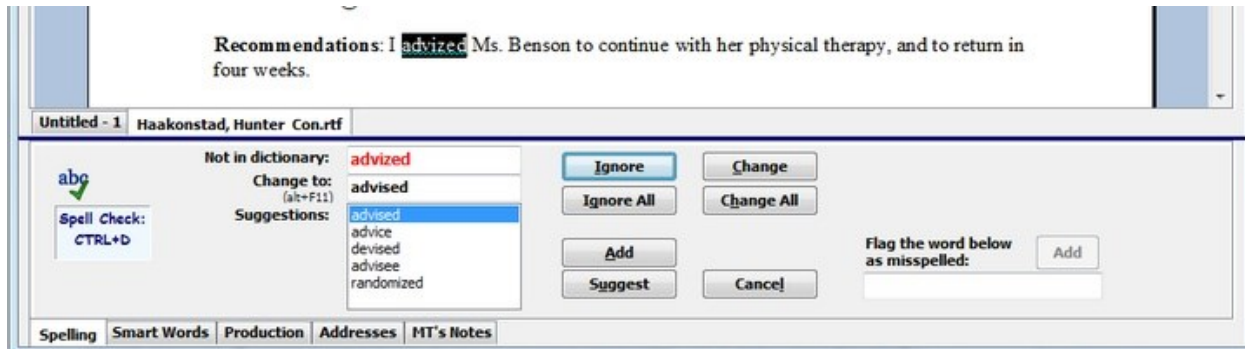 Recommendations: I advized Ms. Benson to continue with her physical therapy, and to return in
four weeks.
Untitled - 1 Haakonstad, Hunter Con.rtf
abc
Spell Check:
CTRL+D
Not in dictionary: advized
Change to: advised
(alt+F11)
Suggestions: advised
advice
devised
advisee
randomized
Ignore Change
Ignore All Change All
Add
Suggest Cancel
Flag the word below
as misspelled:
Add
Spelling Smart Words Production Addresses MT's Notes